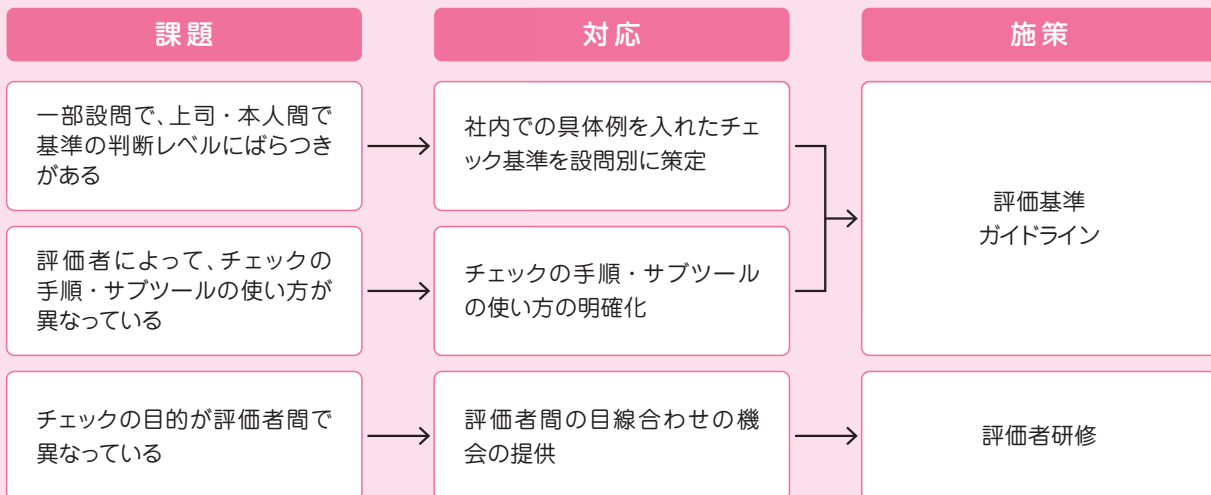 課題
対応
施策
一部設問で、上司・本人間で
基準の判断レベルにばらつき
がある
社内での具体例を入れたチェ
ック基準を設問別に策定
評価基準
ガイドライン
評価者によって、チェックの
手順・サブツールの使い方が
異なっている
チェックの手順・サブツール
の使い方の明確化
チェックの目的が評価者間で
異なっている
評価者間の目線合わせの機
会の提供
評価者研修